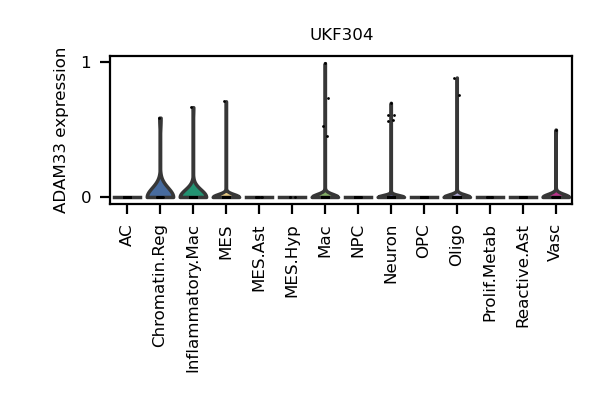 UKF304
ADAM33 expression
1
0
AC
Chromatin.Reg
Inflammatory.Mac
MES
MES.Ast
MES.Hyp
Mac
NPC
Neuron
OPC
Oligo
Prolif.Metab
Reactive.Ast
Vasc